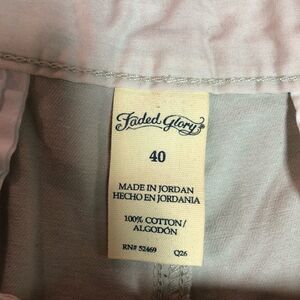 Faded Glory
40
MADE IN JORDAN
HECHO EN JORDANIA
100% COTTON/
ALGODÓN
RN# 52469 Q26